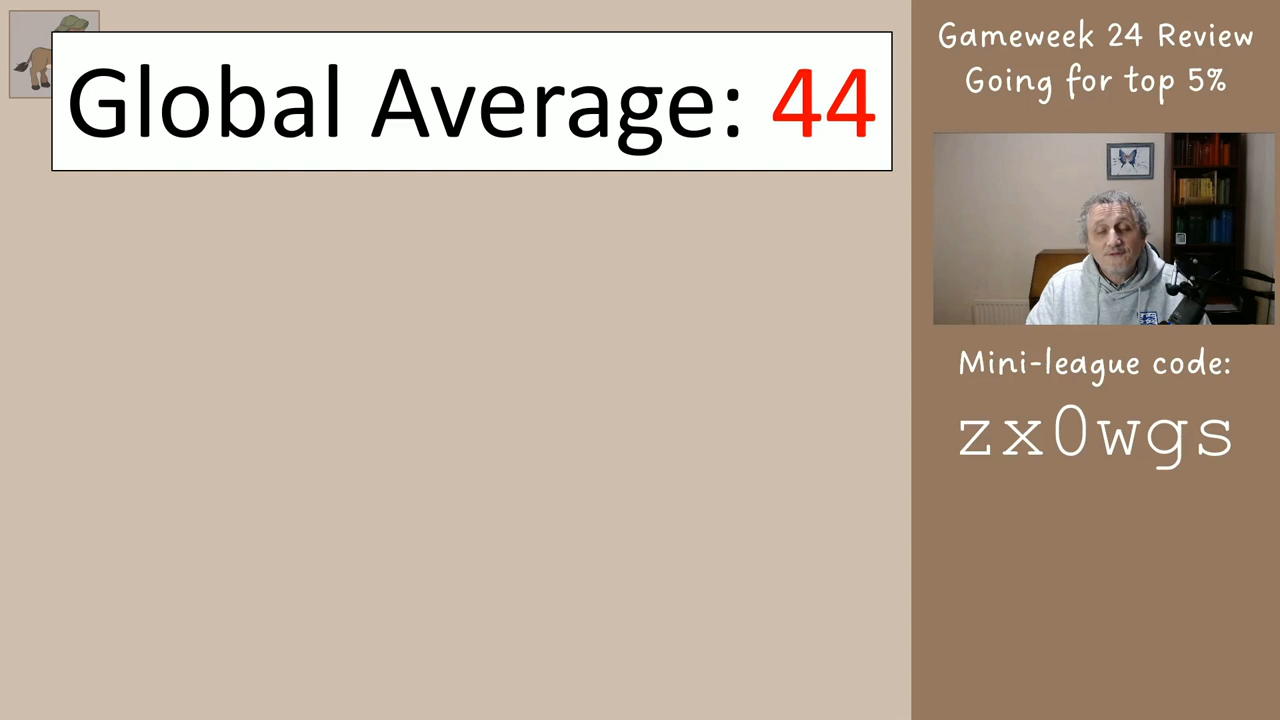 Global Average: 44
Gameweek 24 Review
Going for top 5%
Mini-league code:
zx0wgs